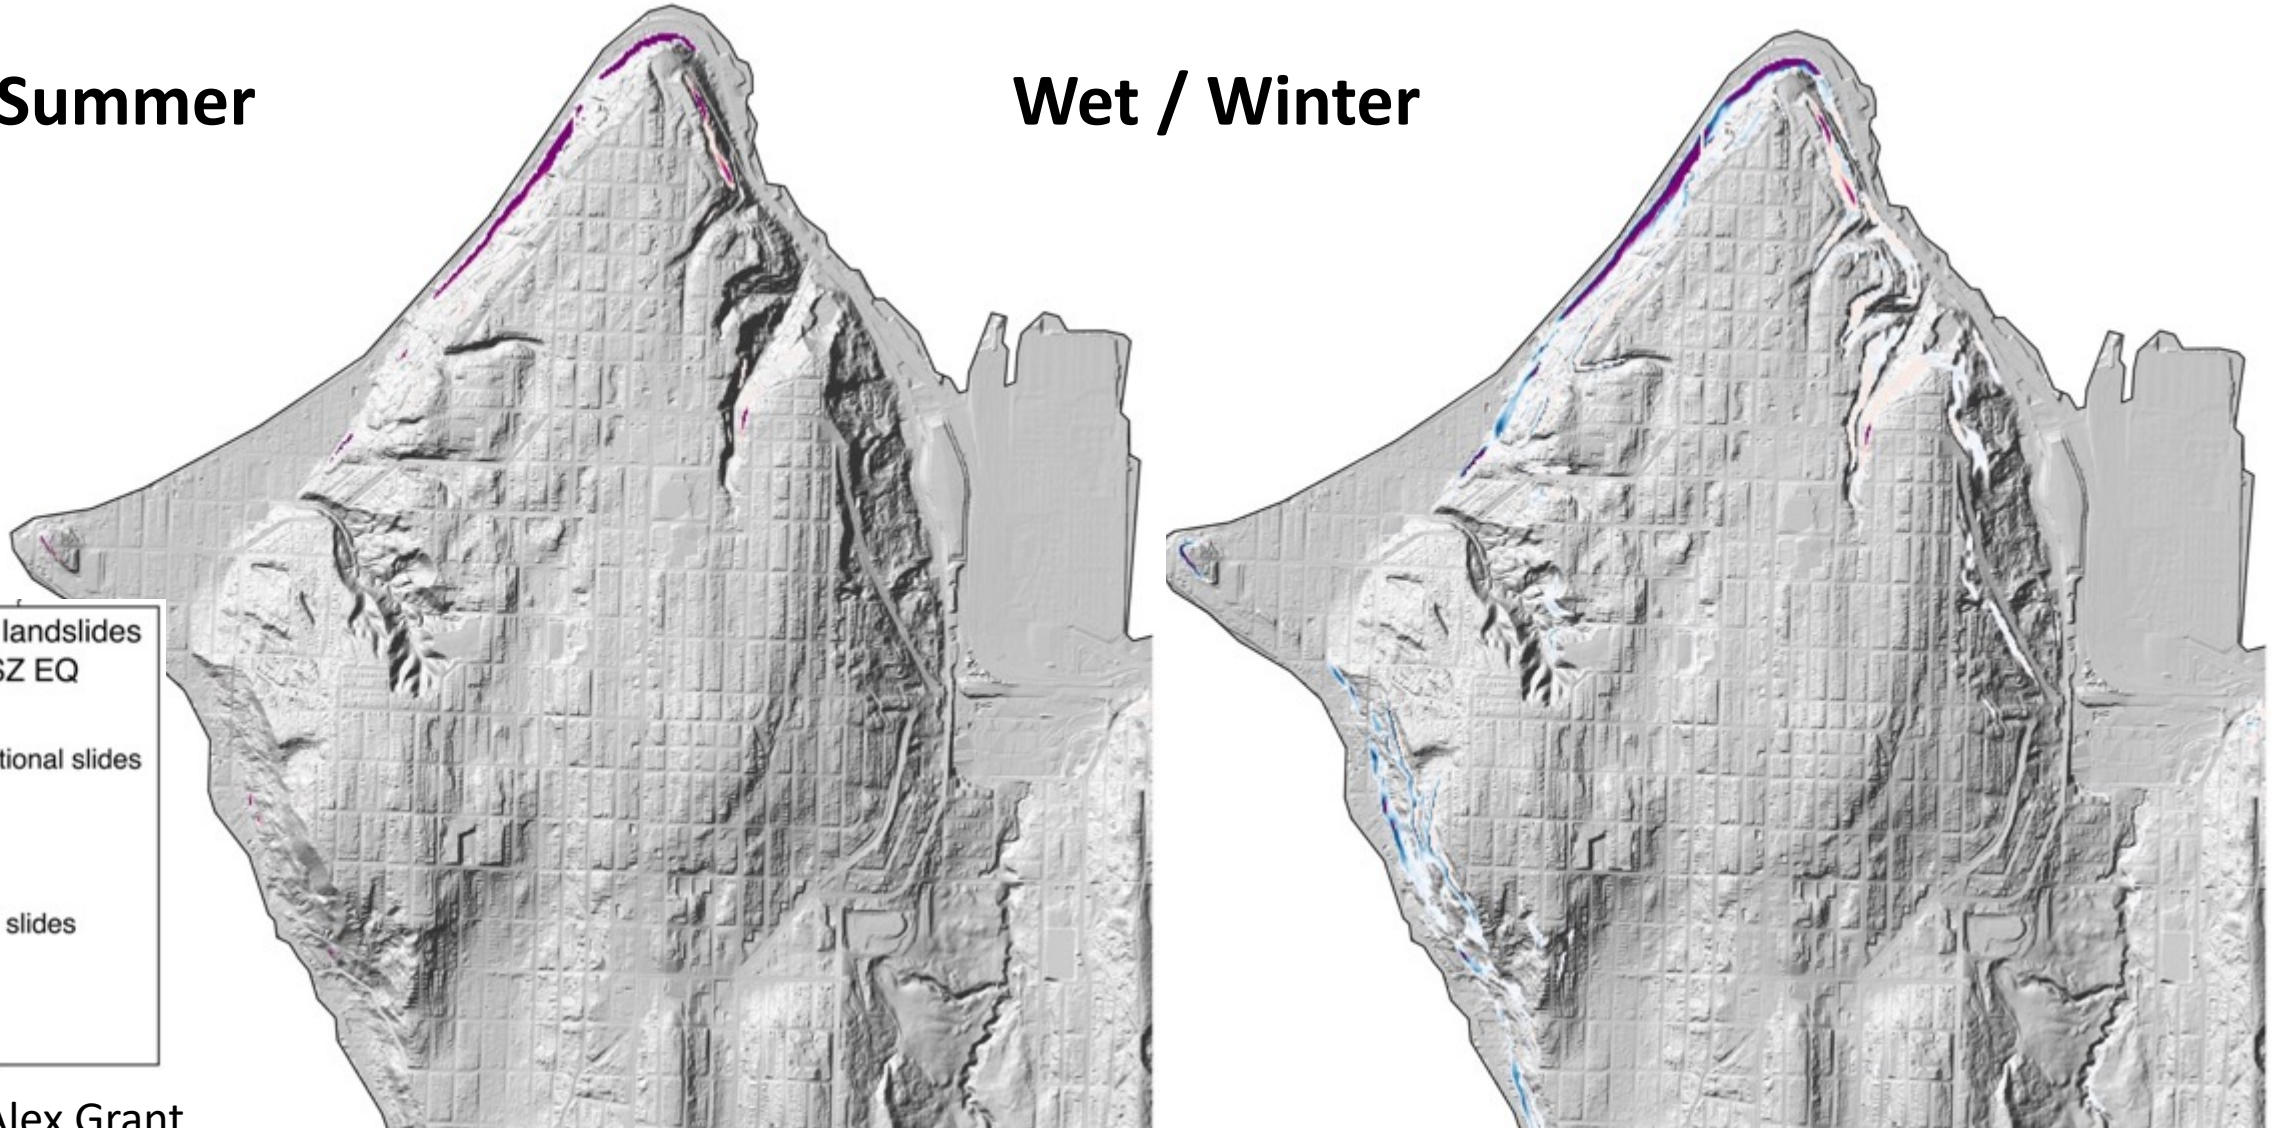 Summer
Wet / Winter
landslides
SZ EQ
tional slides
slides
Alex Grant